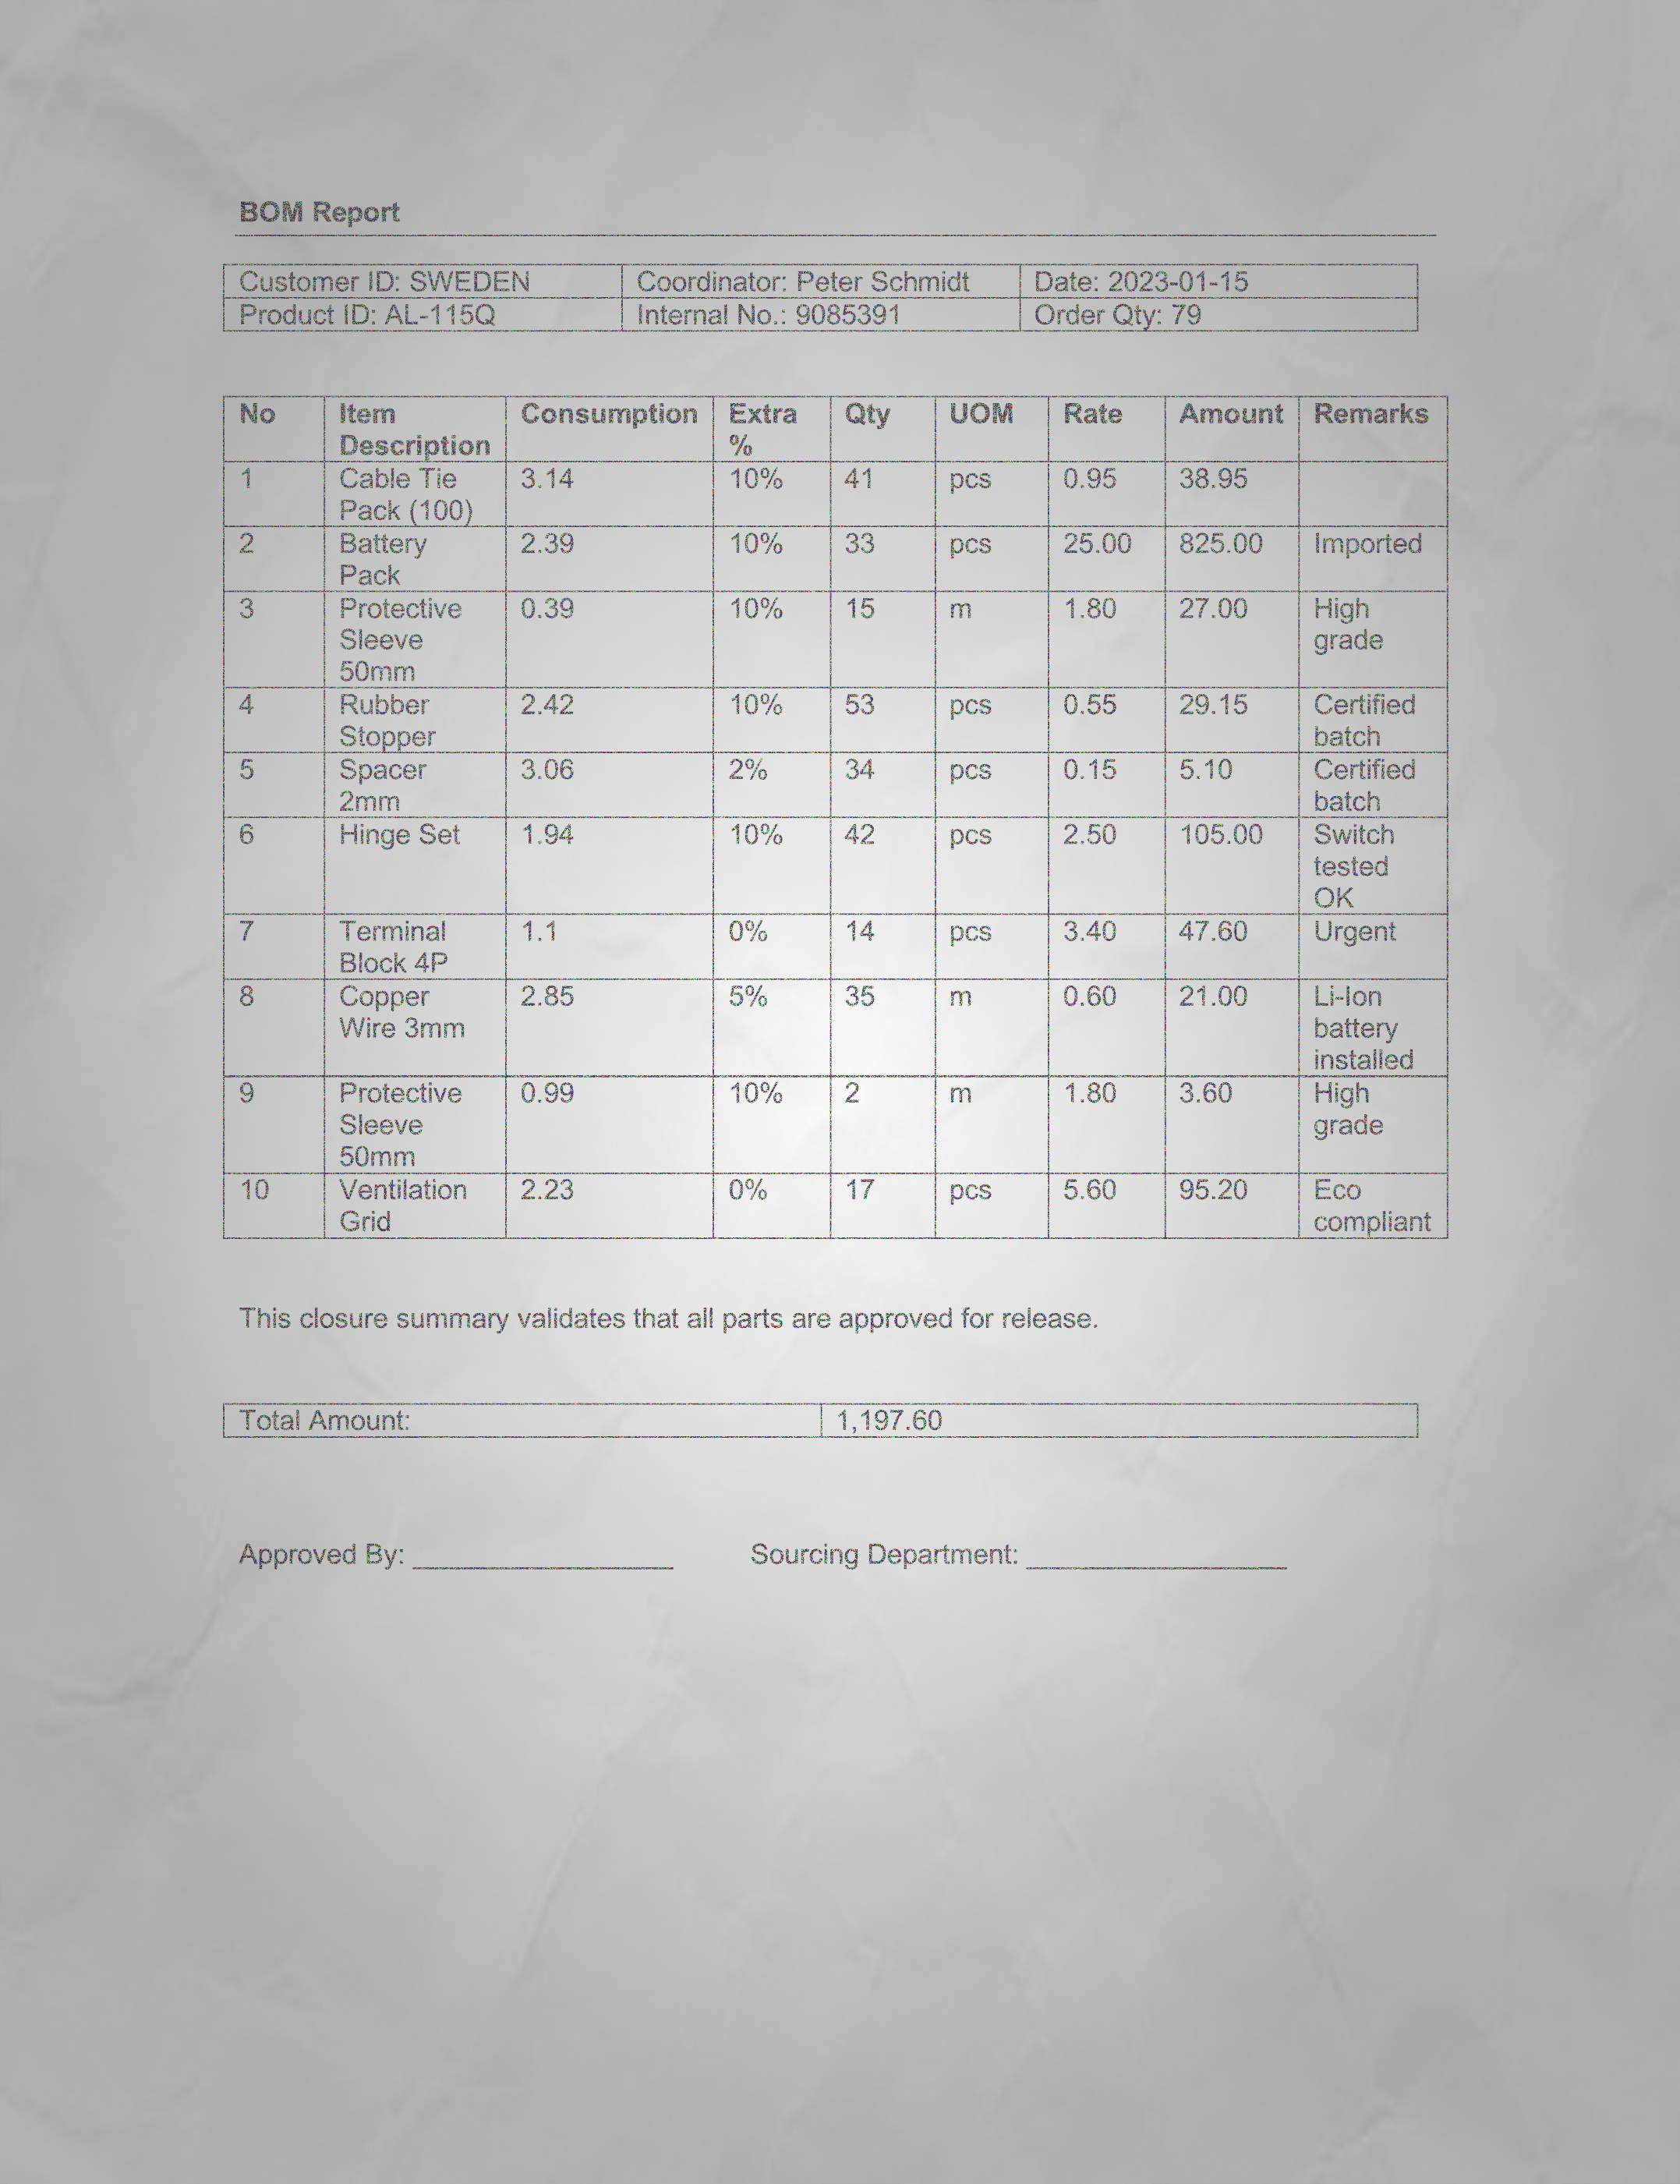 BOM Report
Customer ID: SWEDEN Coordinator: Peter Schmidt Date: 2023-01-15
Product ID: AL-115Q Internal No.: 9085391 Order Qty: 79
No Item Description Consumption Extra % Qty UOM Rate Amount Remarks
1 Cable Tie Pack (100) 3.14 10% 41 pcs 0.95 38.95
2 Battery Pack 2.39 10% 33 pcs 25.00 825.00 Imported
3 Protective Sleeve 50mm 0.39 10% 15 m 1.80 27.00 High grade
4 Rubber Stopper 2.42 10% 53 pcs 0.55 29.15 Certified batch
5 Spacer 2mm 3.06 2% 34 pcs 0.15 5.10 Certified batch
6 Hinge Set 1.94 10% 42 pcs 2.50 105.00 Switch tested OK
7 Terminal Block 4P 1.1 0% 14 pcs 3.40 47.60 Urgent
8 Copper Wire 3mm 2.85 5% 35 m 0.60 21.00 Li-Ion battery installed
9 Protective Sleeve 50mm 0.99 10% 2 m 1.80 3.60 High grade
10 Ventilation Grid 2.23 0% 17 pcs 5.60 95.20 Eco compliant
This closure summary validates that all parts are approved for release.
Total Amount: 1,197.60
Approved By: ____________________ Sourcing Department: ____________________